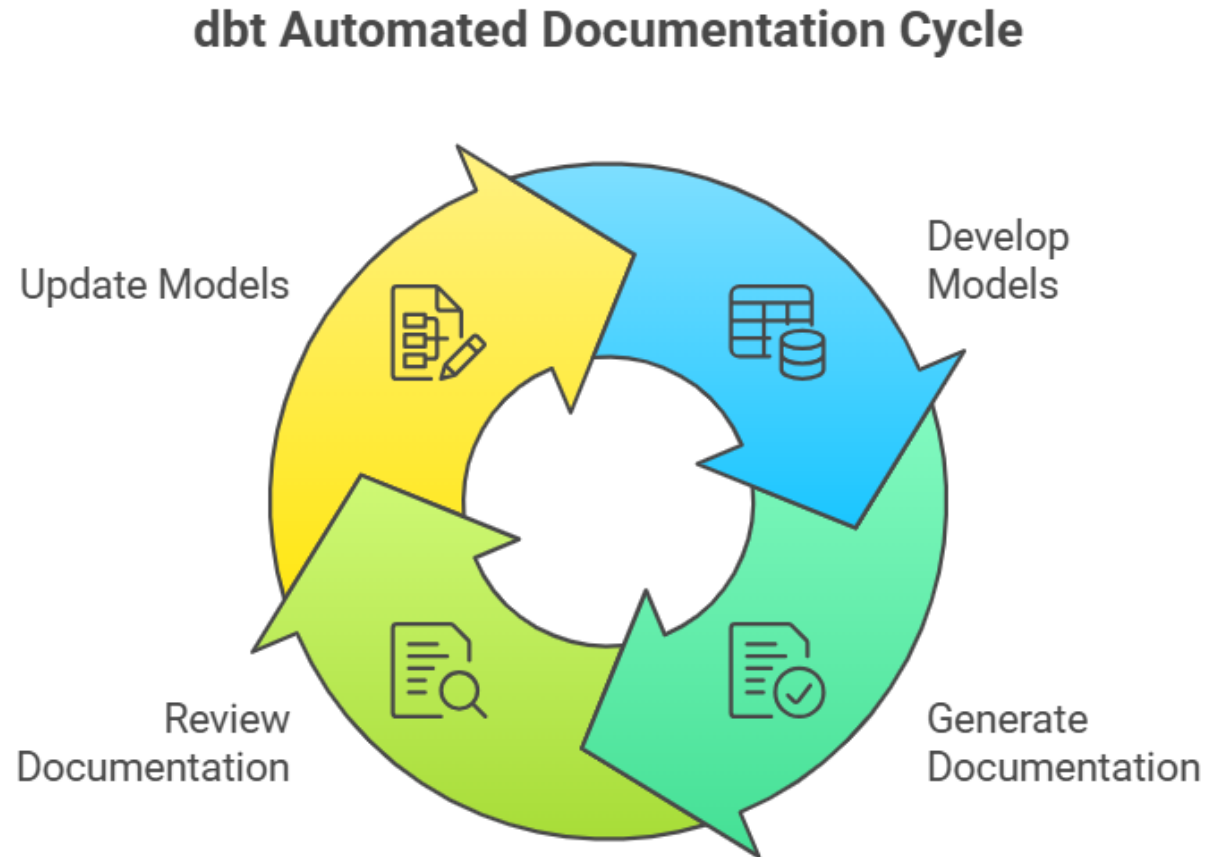 dbt Automated Documentation Cycle
Develop
Models
Update Models
Review
Documentation
Generate
Documentation